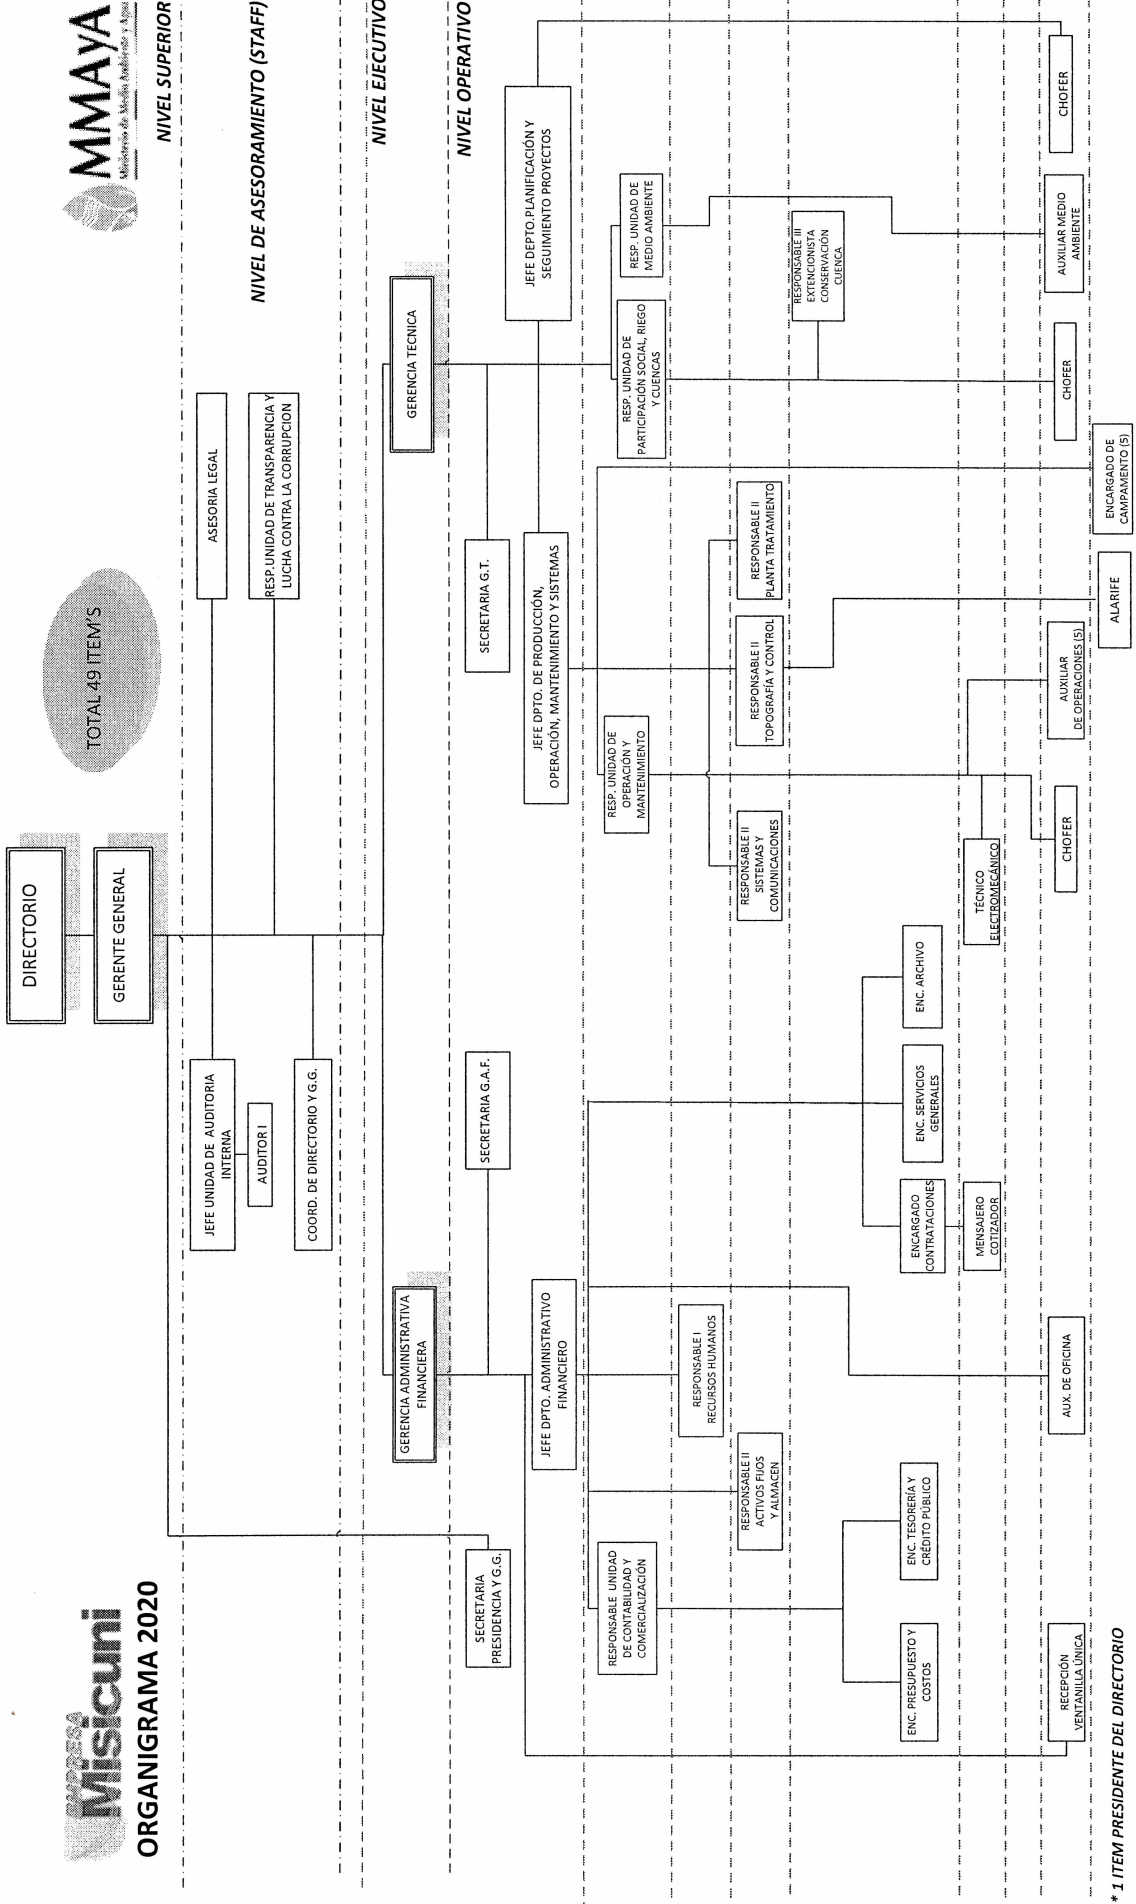 EMPRESA
Misicuni
ORGANIGRAMA 2020
TOTAL 49 ITEM'S
MMAyA
Ministerio de Medio Ambiente y Agua
DIRECTORIO
GERENTE GENERAL
NIVEL SUPERIOR
JEFE UNIDAD DE AUDITORIA
INTERNA
ASESORIA LEGAL
AUDITOR I
RESP.UNIDAD DE TRANSPARENCIA Y
LUCHA CONTRA LA CORRUPCION
NIVEL DE ASESORAMIENTO (STAFF)
COORD. DE DIRECTORIO Y G.G.
NIVEL EJECUTIVO
GERENCIA ADMINISTRATIVA
FINANCIERA
GERENCIA TECNICA
NIVEL OPERATIVO
SECRETARIA
PRESIDENCIA Y G.G.
SECRETARIA G.A.F.
SECRETARIA G.T.
JEFE DPTO. ADMINISTRATIVO
FINANCIERO
JEFE DPTO. DE PRODUCCIÓN,
OPERACIÓN, MANTENIMIENTO Y SISTEMAS
JEFE DEPTO.PLANIFICACIÓN Y
SEGUIMIENTO PROYECTOS
RESPONSABLE UNIDAD
DE CONTABILIDAD Y
COMERCIALIZACIÓN
RESP. UNIDAD DE
OPERACIÓN Y
MANTENIMIENTO
RESP. UNIDAD DE
PARTICIPACIÓN SOCIAL, RIEGO
Y CUENCAS
RESP. UNIDAD DE
MEDIO AMBIENTE
RESPONSABLE I
RECURSOS HUMANOS
RESPONSABLE II
ACTIVOS FIJOS
Y ALMACEN
RESPONSABLE II
SISTEMAS Y
COMUNICACIONES
RESPONSABLE II
TOPOGRAFÍA Y CONTROL
RESPONSABLE II
PLANTA TRATAMIENTO
RESPONSABLE III
EXTENCIONISTA
CONSERVACIÓN
CUENCA
ENC. PRESUPUESTO Y
COSTOS
ENC. TESORERÍA Y
CRÉDITO PÚBLICO
ENCARGADO
CONTRATACIONES
ENC. SERVICIOS
GENERALES
ENC. ARCHIVO
MENSAJERO
COTIZADOR
TÉCNICO
ELECTROMECÁNICO
RECEPCIÓN
VENTANILLA ÚNICA
AUX. DE OFICINA
CHOFER
AUXILIAR
DE OPERACIONES (5)
CHOFER
AUXILIAR MEDIO
AMBIENTE
CHOFER
ALARIFE
ENCARGADO DE
CAMPAMENTO (5)
* 1 ITEM PRESIDENTE DEL DIRECTORIO